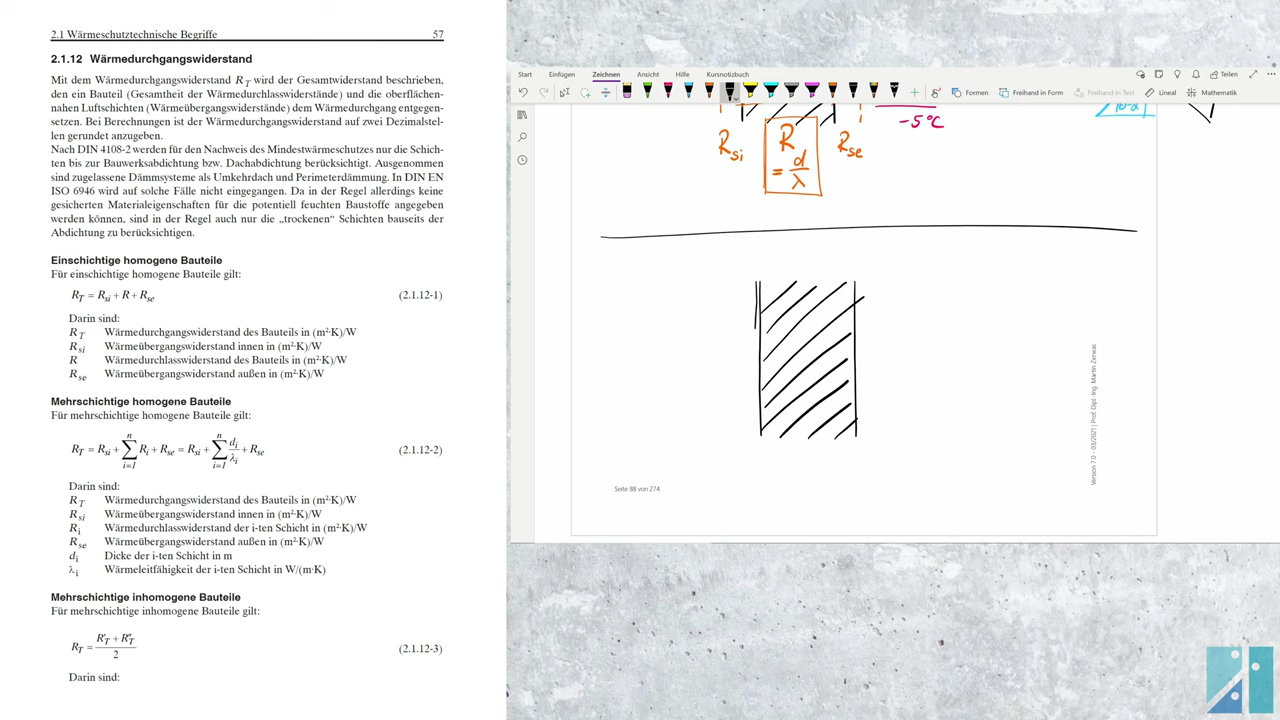 2.1 Wärmeschutztechnische Begriffe 57
2.1.12 Wärmedurchgangswiderstand
Mit dem Wärmedurchgangswiderstand R_T wird der Gesamtwiderstand beschrieben,
den ein Bauteil (Gesamtheit der Wärmedurchlasswiderstände) und die oberflächen-
nahen Luftschichten (Wärmeübergangswiderstände) dem Wärmedurchgang entgegen-
setzen. Bei Berechnungen ist der Wärmedurchgangswiderstand auf zwei Dezimalstel-
len gerundet anzugeben.
Nach DIN 4108-2 werden für den Nachweis des Mindestwärmeschutzes nur die Schich-
ten bis zur Bauwerksabdichtung bzw. Dachabdichtung berücksichtigt. Ausgenommen
sind zugelassene Dämmsysteme als Umkehrdach und Perimeterdämmung. In DIN EN
ISO 6946 wird auf solche Fälle nicht eingegangen. Da in der Regel allerdings keine
gesicherten Materialeigenschaften für die potentiell feuchten Baustoffe angegeben
werden können, sind in der Regel auch nur die „trockenen“ Schichten bauseits der
Abdichtung zu berücksichtigen.
Einschichtige homogene Bauteile
Für einschichtige homogene Bauteile gilt:
R_T = R_si + R + R_se (2.1.12-1)
Darin sind:
R_T Wärmedurchgangswiderstand des Bauteils in (m²·K)/W
R_si Wärmeübergangswiderstand innen in (m²·K)/W
R Wärmedurchlasswiderstand des Bauteils in (m²·K)/W
R_se Wärmeübergangswiderstand außen in (m²·K)/W
Mehrschichtige homogene Bauteile
Für mehrschichtige homogene Bauteile gilt:
R_T = R_si + ∑_{i=1}^{n} R_i + R_se = R_si + ∑_{i=1}^{n} d_i/λ_i + R_se (2.1.12-2)
Darin sind:
R_T Wärmedurchgangswiderstand des Bauteils in (m²·K)/W
R_si Wärmeübergangswiderstand innen in (m²·K)/W
R_i Wärmedurchlasswiderstand der i-ten Schicht in (m²·K)/W
R_se Wärmeübergangswiderstand außen in (m²·K)/W
d_i Dicke der i-ten Schicht in m
λ_i Wärmeleitfähigkeit der i-ten Schicht in W/(m·K)
Mehrschichtige inhomogene Bauteile
Für mehrschichtige inhomogene Bauteile gilt:
R_T = (R'_T + R''_T)/2 (2.1.12-3)
Darin sind:
Start Einfügen Zeichnen Ansicht Hilfe Kursnotizbuch Teilen
Formen Freihand in Form Freihand in Text Lineal Mathematik
-5°C
R_si R R_se
= d/λ
Version 7.0 - 03/2021 | Prof. Dipl.-Ing. Martin Zerwas
Seite 88 von 274